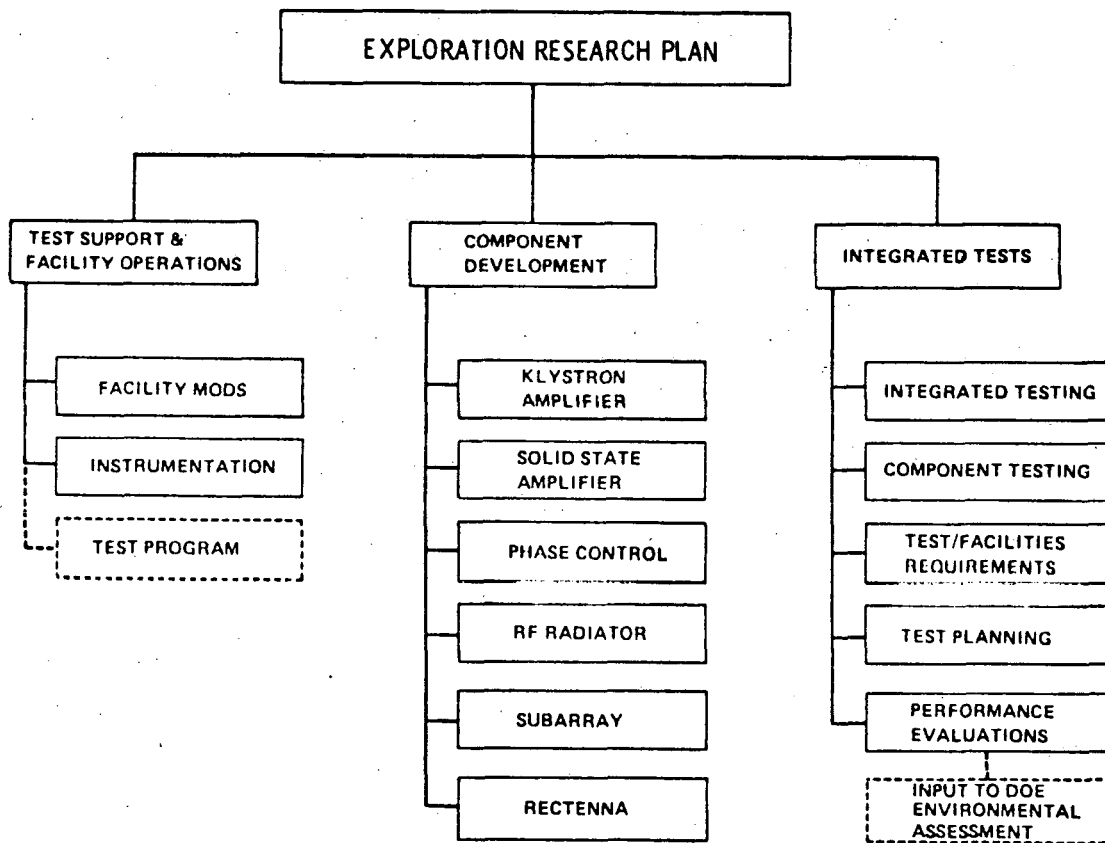 EXPLORATION RESEARCH PLAN
TEST SUPPORT &
FACILITY OPERATIONS
FACILITY MODS
INSTRUMENTATION
TEST PROGRAM
COMPONENT
DEVELOPMENT
KLYSTRON
AMPLIFIER
SOLID STATE
AMPLIFIER
PHASE CONTROL
RF RADIATOR
SUBARRAY
RECTENNA
INTEGRATED TESTS
INTEGRATED TESTING
COMPONENT TESTING
TEST/FACILITIES
REQUIREMENTS
TEST PLANNING
PERFORMANCE
EVALUATIONS
INPUT TO DOE
ENVIRONMENTAL
ASSESSMENT